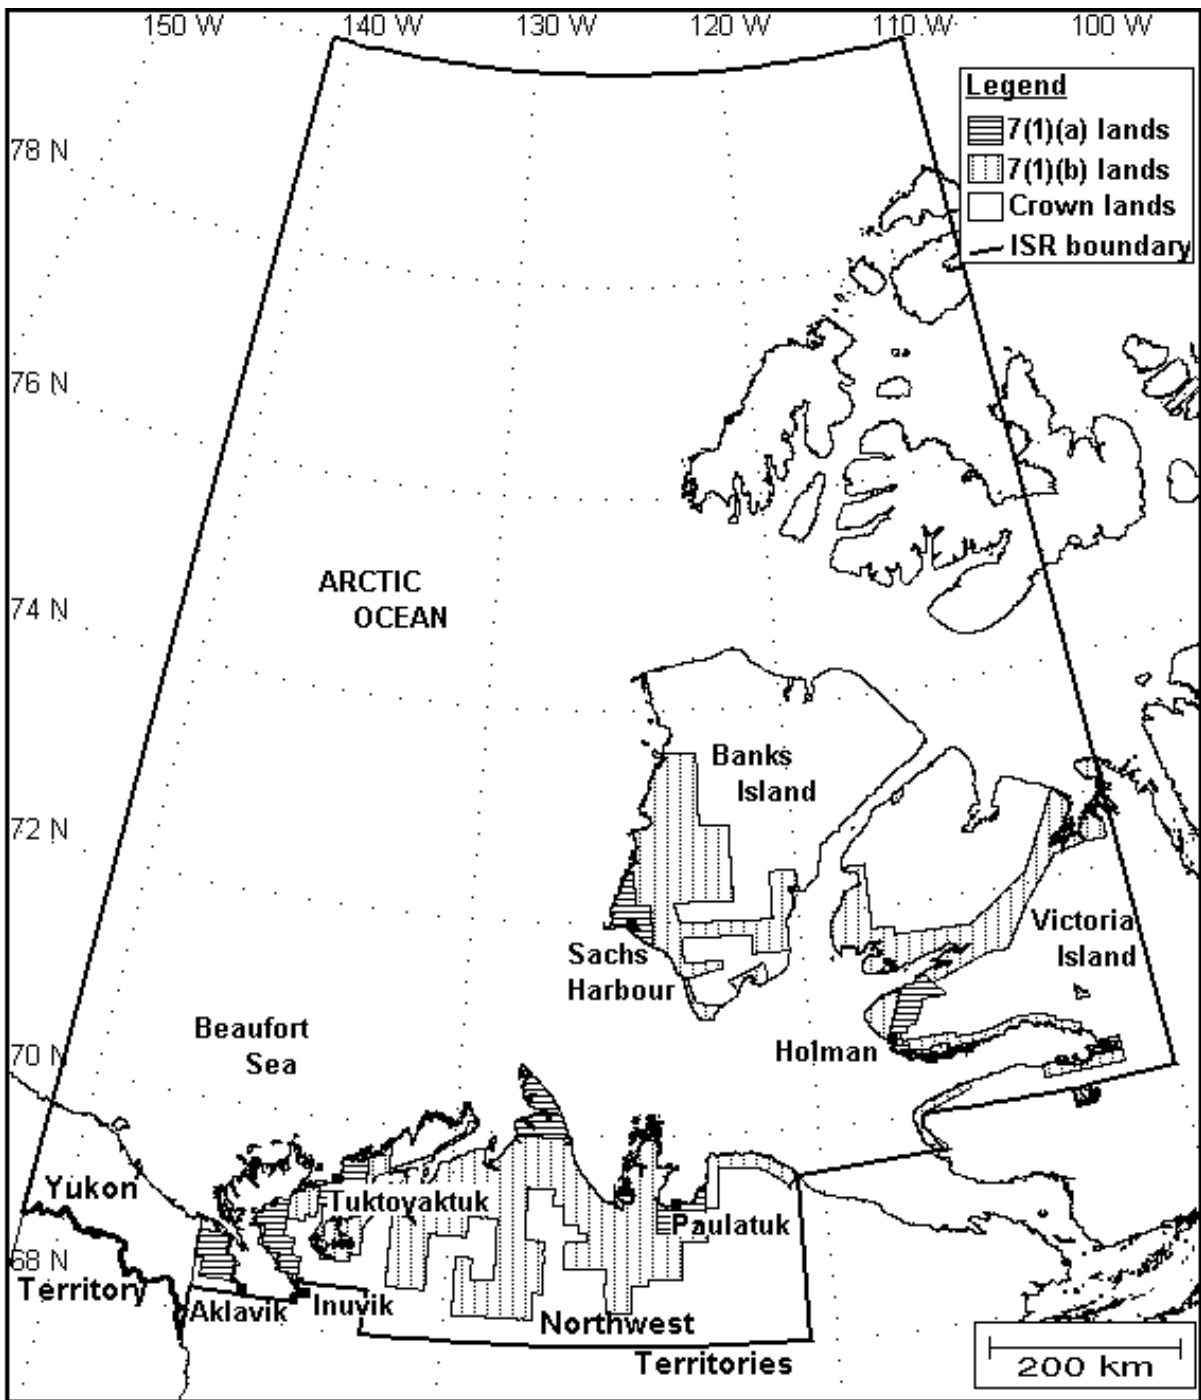 150 W
140 W
130 W
120 W
110 W
100 W
Legend
7(1)(a) lands
7(1)(b) lands
Crown lands
ISR boundary
78 N
76 N
ARCTIC
OCEAN
74 N
Banks
Island
72 N
Victoria
Island
Sachs
Harbour
Beaufort
Sea
Holman
70 N
Yukon
Tuktoyaktuk
Paulatuk
68 N
Territory
Aklavik
Inuvik
Northwest
Territories
200 km